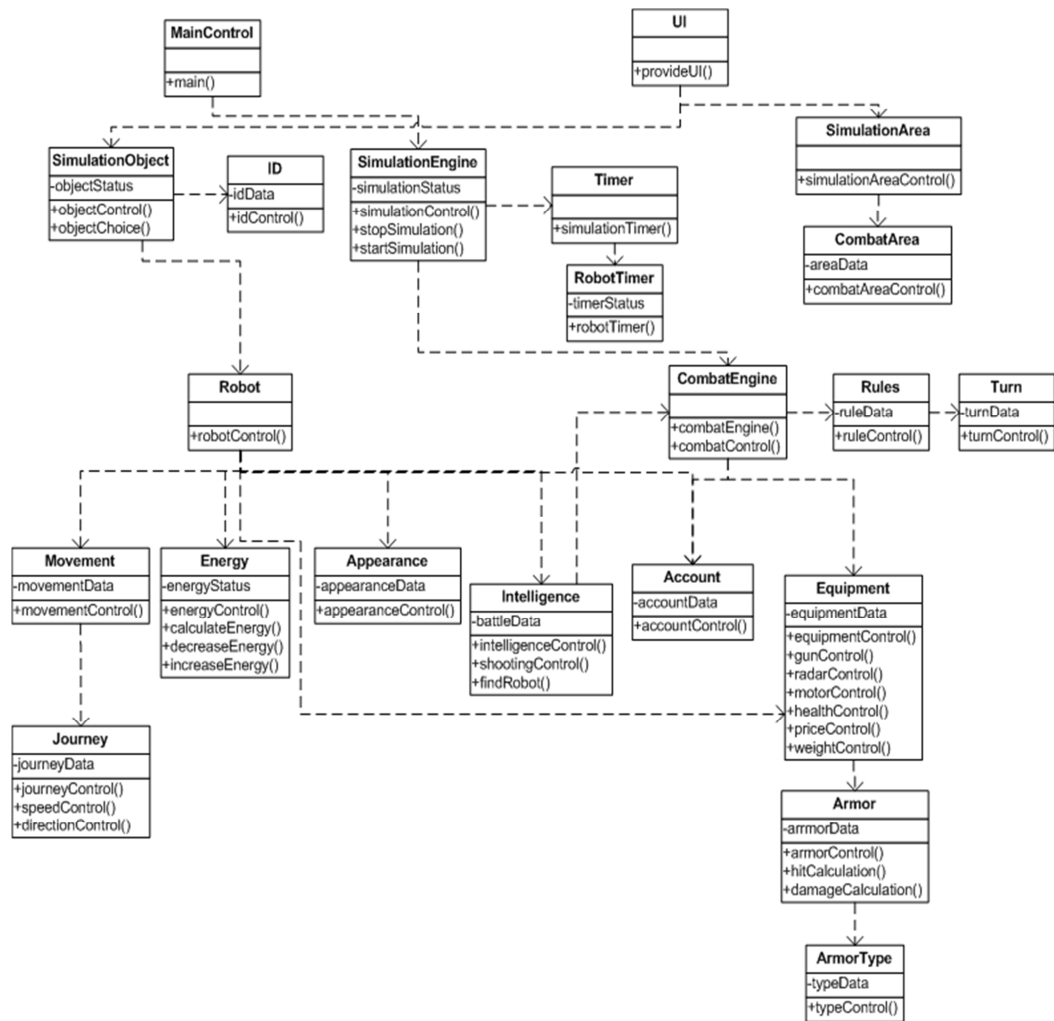 MainControl
+main()
UI
+provideUI()
SimulationObject
-objectStatus
+objectControl()
+objectChoice()
ID
-idData
+idControl()
SimulationEngine
-simulationStatus
+simulationControl()
+stopSimulation()
+startSimulation()
Timer
+simulationTimer()
RobotTimer
-timerStatus
+robotTimer()
SimulationArea
+simulationAreaControl()
CombatArea
-areaData
+combatAreaControl()
Robot
+robotControl()
CombatEngine
+combatEngine()
+combatControl()
Rules
-ruleData
+ruleControl()
Turn
-turnData
+turnControl()
Movement
-movementData
+movementControl()
Energy
-energyStatus
+energyControl()
+calculateEnergy()
+decreaseEnergy()
+increaseEnergy()
Appearance
-appearanceData
+appearanceControl()
Intelligence
-battleData
+intelligenceControl()
+shootingControl()
+findRobot()
Account
-accountData
+accountControl()
Equipment
-equipmentData
+equipmentControl()
+gunControl()
+radarControl()
+motorControl()
+healthControl()
+priceControl()
+weightControl()
Journey
-journeyData
+journeyControl()
+speedControl()
+directionControl()
Armor
-arrmorData
+armorControl()
+hitCalculation()
+damageCalculation()
ArmorType
-typeData
+typeControl()